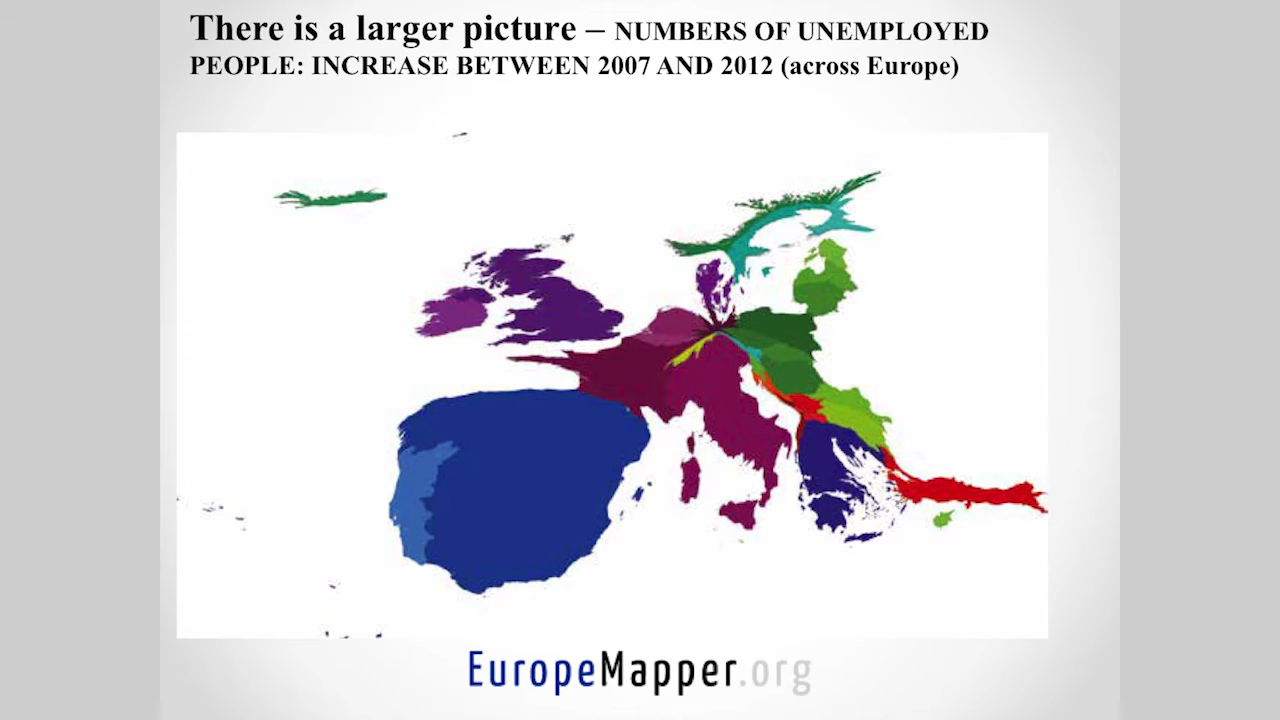 There is a larger picture – NUMBERS OF UNEMPLOYED
PEOPLE: INCREASE BETWEEN 2007 AND 2012 (across Europe)
EuropeMapper.org